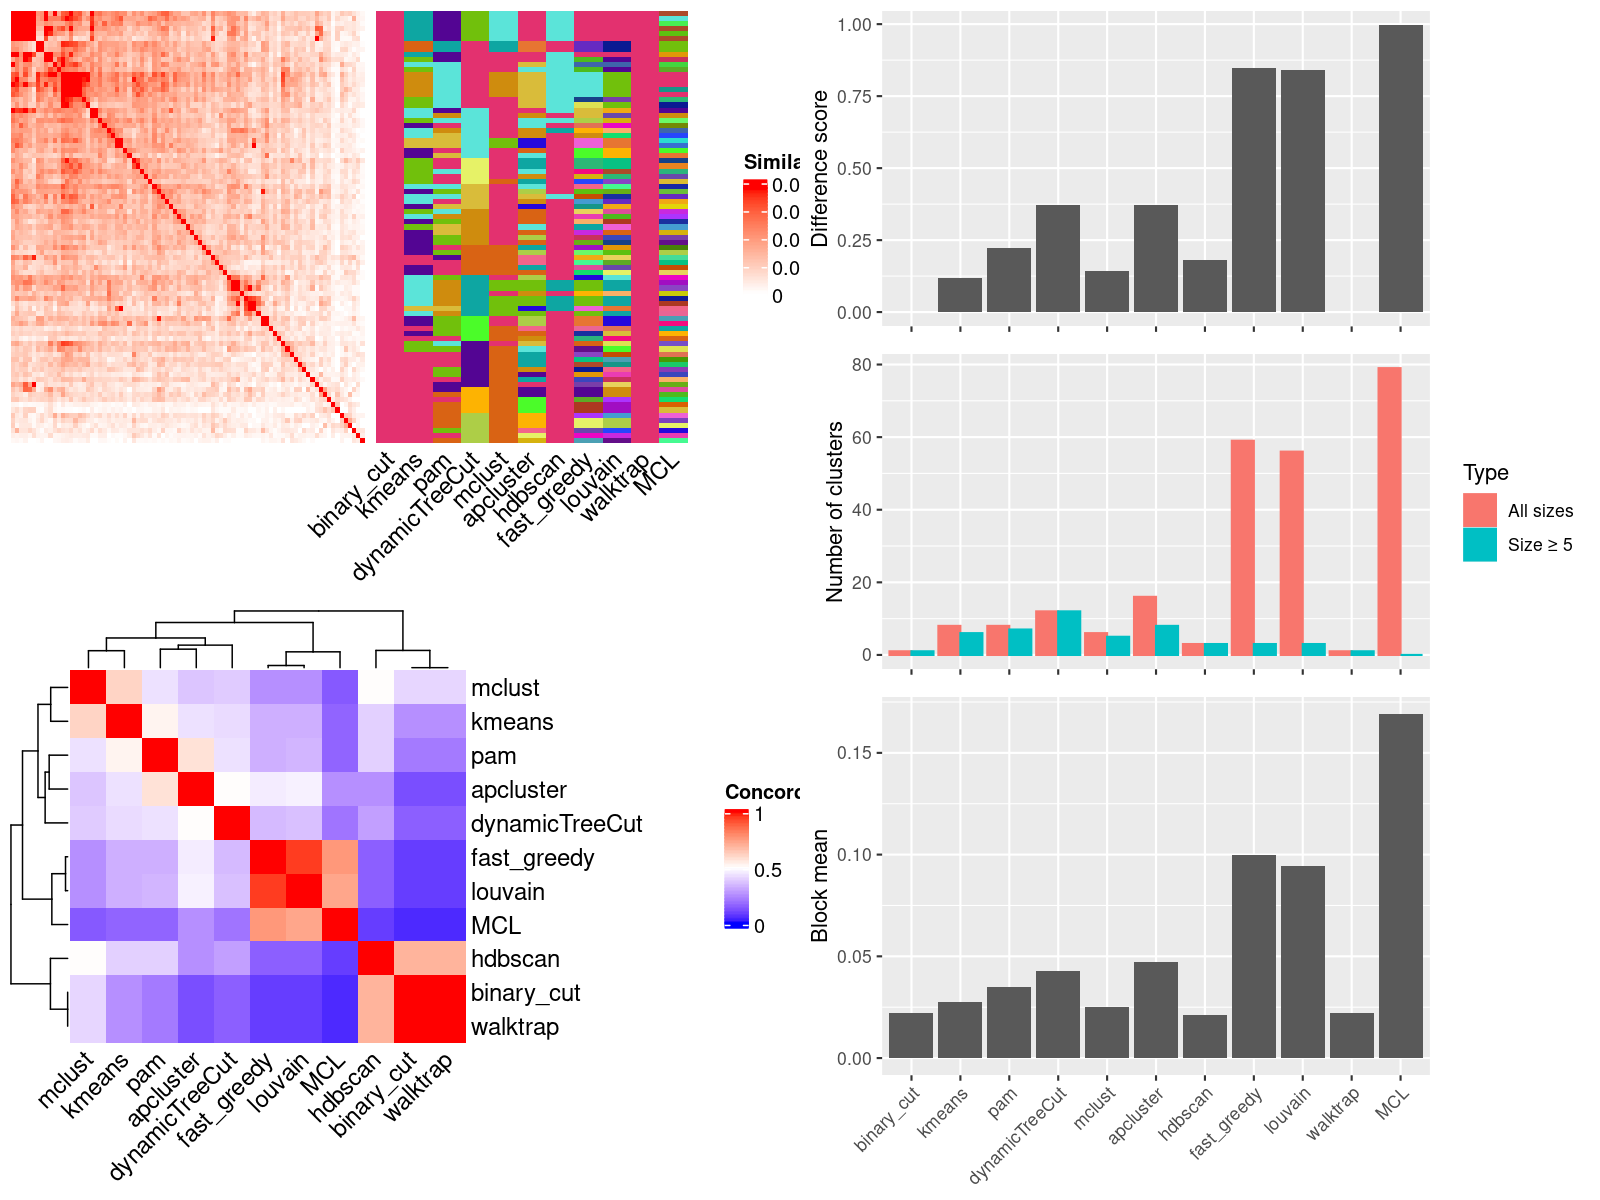 Simila
0.0
0.0
0.0
0.0
0
binary_cut
kmeans
pam
dynamicTreeCut
mclust
apcluster
hdbscan
fast_greedy
louvain
walktrap
MCL
mclust
kmeans
pam
apcluster
dynamicTreeCut
fast_greedy
louvain
MCL
hdbscan
binary_cut
walktrap
mclust
kmeans
pam
apcluster
dynamicTreeCut
fast_greedy
louvain
MCL
hdbscan
binary_cut
walktrap
Concord
1
0.5
0
Difference score
1.00
0.75
0.50
0.25
0.00
Number of clusters
80
60
40
20
0
Type
All sizes
Size ≥ 5
Block mean
0.15
0.10
0.05
0.00
binary_cut
kmeans
pam
dynamicTreeCut
mclust
apcluster
hdbscan
fast_greedy
louvain
walktrap
MCL